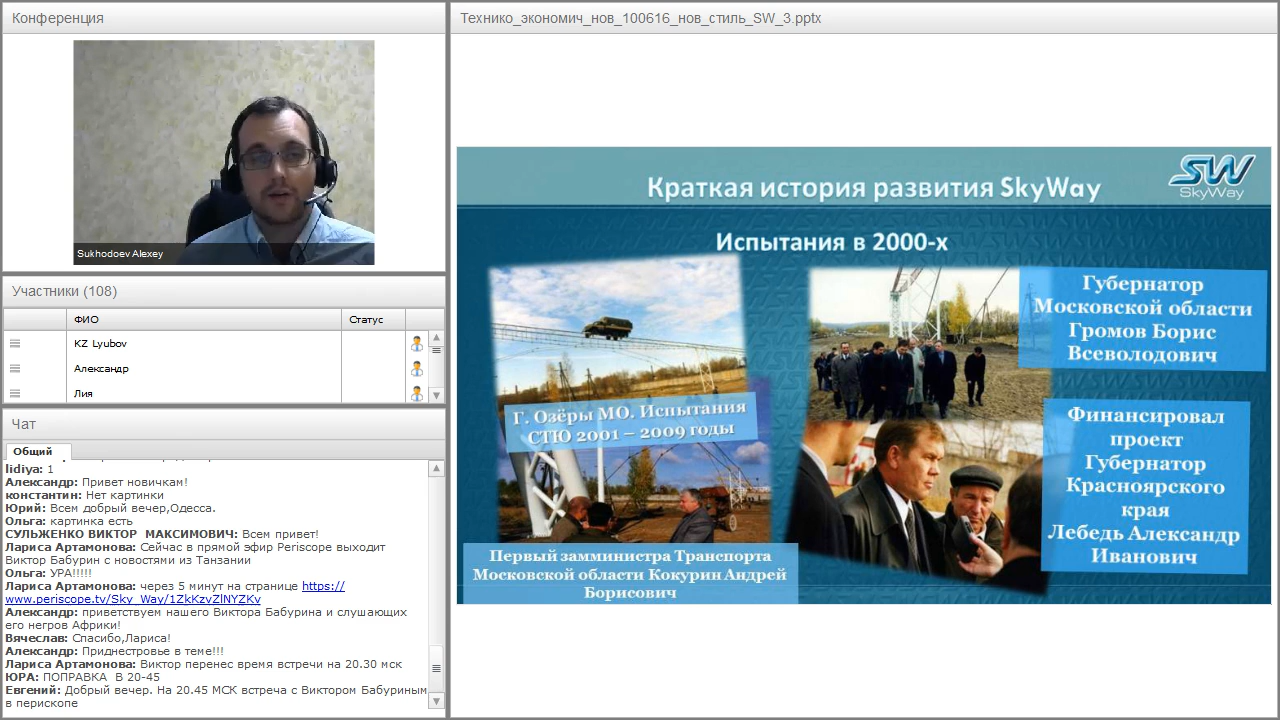 Конференция
Sukhodoev Alexey
Участники (108)
ФИО
Статус
KZ Lyubov
Александр
Лия
Чат
Общий
lidiya: 1
Александр: Привет новичкам!
константин: Нет картинки
Юрий: Всем добрый вечер,Одесса.
Ольга: картинка есть
СУЛЬЖЕНКО ВИКТОР МАКСИМОВИЧ: Всем привет!
Лариса Артамонова: Сейчас в прямой эфир Periscope выходит
Виктор Бабурин с новостями из Танзании
Ольга: УРА!!!!!
Лариса Артамонова: через 5 минут на странице https://
www.periscope.tv/Sky_Way/1ZkKzvZlNYZKv
Александр: приветствуем нашего Виктора Бабурина и слушающих
его негров Африки!
Вячеслав: Спасибо,Лариса!
Александр: Приднестровье в теме!!!
Лариса Артамонова: Виктор перенес время встречи на 20.30 мск
ЮРА: ПОПРАВКА В 20-45
Евгений: Добрый вечер. На 20.45 МСК встреча с Виктором Бабуриным
в перископе
Технико_экономич_нов_100616_нов_стиль_SW_3.pptx
Краткая история развития SkyWay
SW
SkyWay
Испытания в 2000-х
Г. Озёры МО. Испытания
СТЮ 2001 – 2009 годы
Первый замминистра Транспорта
Московской области Кокурин Андрей
Борисович
Губернатор
Московской области
Громов Борис
Всеволодович
Финансировал
проект
Губернатор
Красноярского
края
Лебедь Александр
Иванович